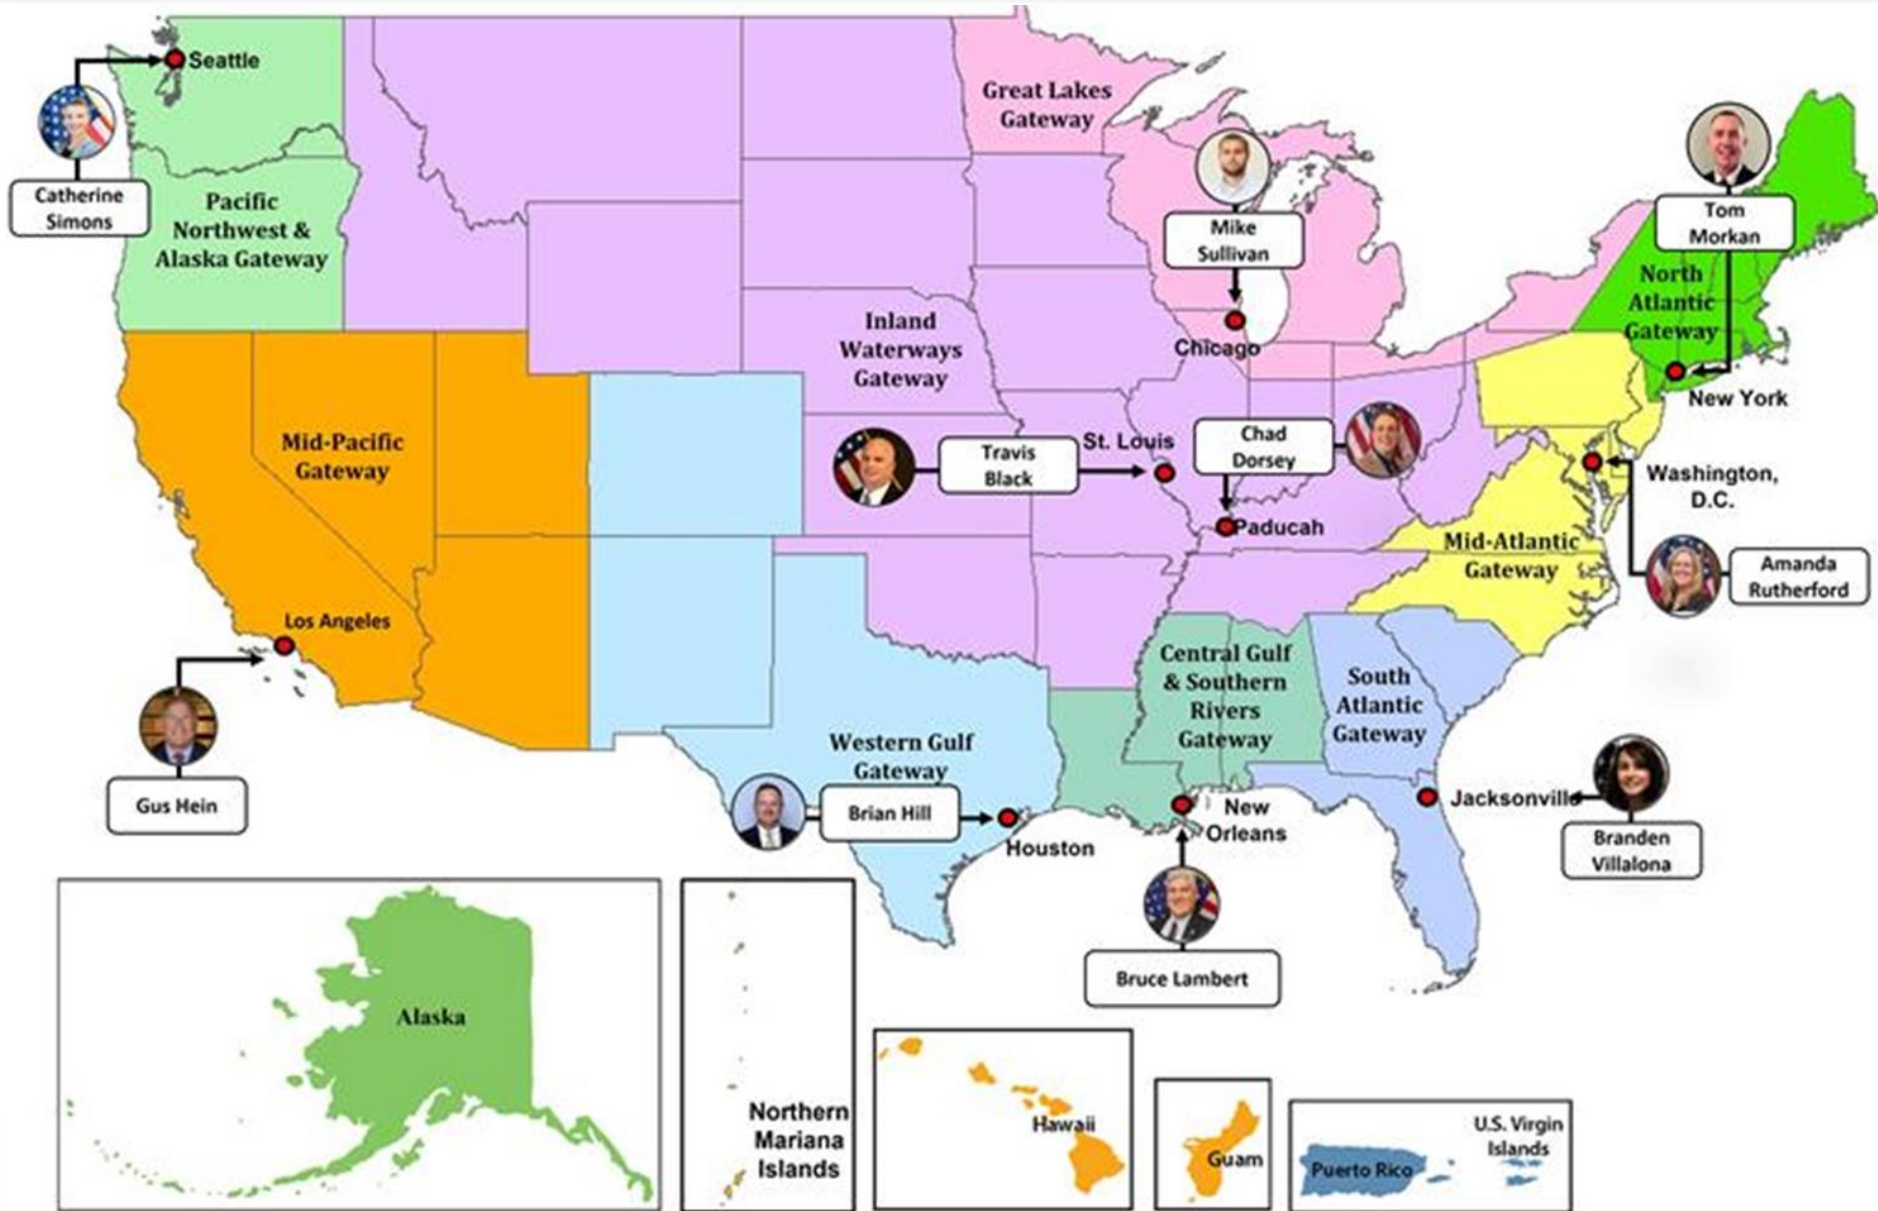 Seattle
Catherine
Simons
Pacific
Northwest &
Alaska Gateway
Great Lakes
Gateway
Mike
Sullivan
Chicago
Tom
Morkan
North
Atlantic
Gateway
New York
Inland
Waterways
Gateway
Mid-Pacific
Gateway
Travis
Black
St. Louis
Chad
Dorsey
Paducah
Washington,
D.C.
Mid-Atlantic
Gateway
Amanda
Rutherford
Los Angeles
Gus Hein
Central Gulf
& Southern
Rivers
Gateway
South
Atlantic
Gateway
Western Gulf
Gateway
Brian Hill
Houston
New
Orleans
Jacksonville
Branden
Villalona
Bruce Lambert
Alaska
Northern
Mariana
Islands
Hawaii
Guam
U.S. Virgin
Islands
Puerto Rico